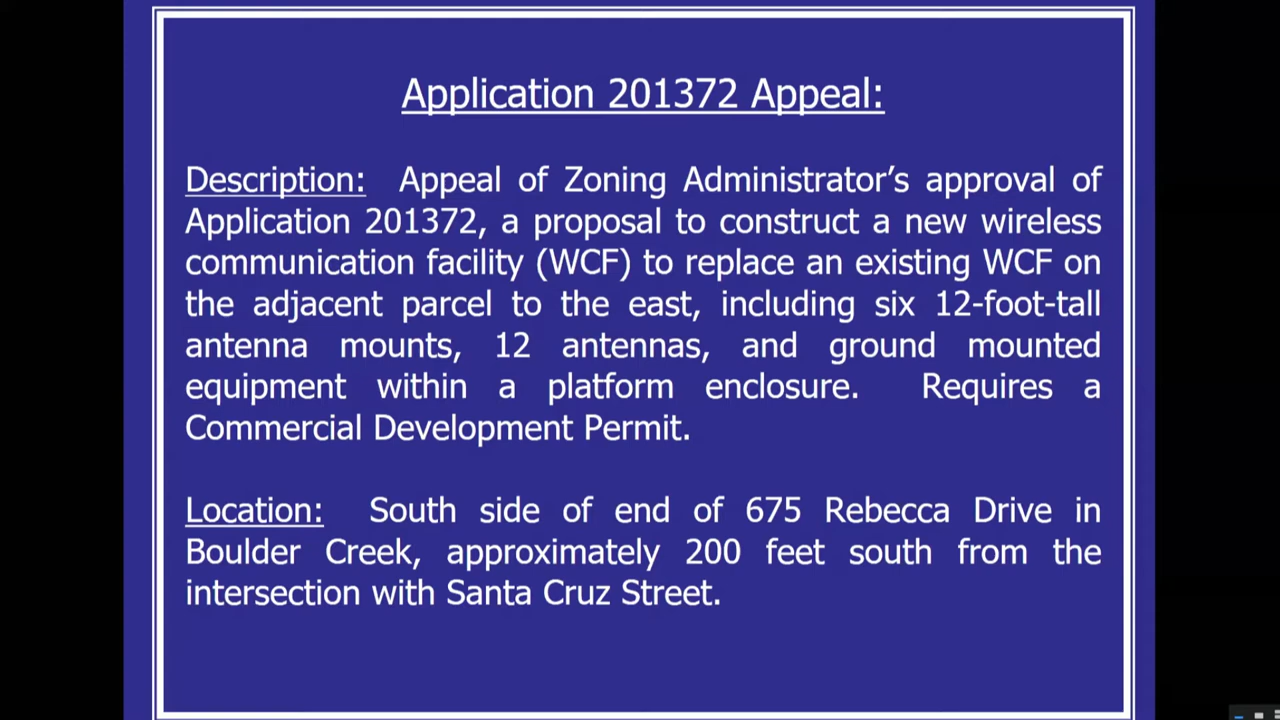 Application 201372 Appeal:
Description: Appeal of Zoning Administrator’s approval of
Application 201372, a proposal to construct a new wireless
communication facility (WCF) to replace an existing WCF on
the adjacent parcel to the east, including six 12-foot-tall
antenna mounts, 12 antennas, and ground mounted
equipment within a platform enclosure. Requires a
Commercial Development Permit.
Location: South side of end of 675 Rebecca Drive in
Boulder Creek, approximately 200 feet south from the
intersection with Santa Cruz Street.